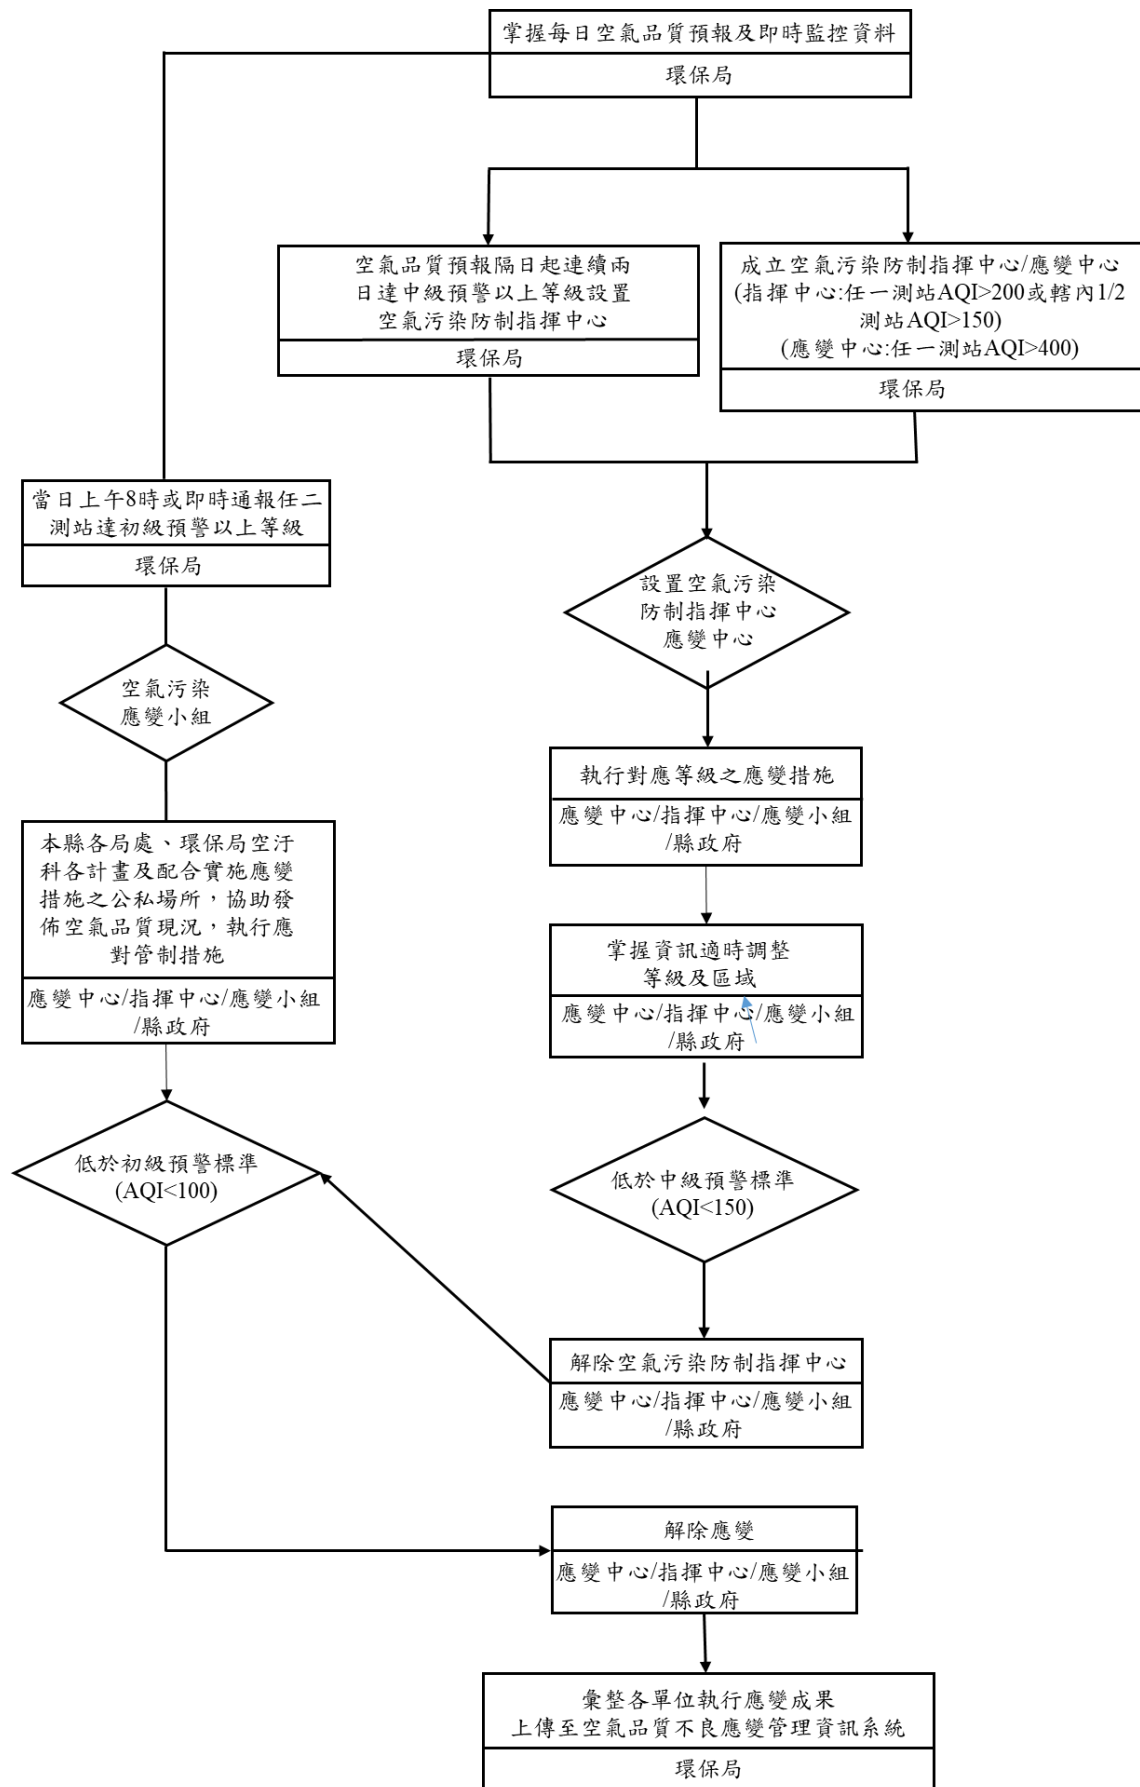 掌握每日空氣品質預報及即時監控資料
環保局
空氣品質預報隔日起連續兩
日達中級預警以上等級設置
空氣污染防制指揮中心
環保局
成立空氣污染防制指揮中心/應變中心
(指揮中心:任一測站AQI>200或轄內1/2
測站AQI>150)
(應變中心:任一測站AQI>400)
環保局
當日上午8時或即時通報任二
測站達初級預警以上等級
環保局
設置空氣污染
防制指揮中心
應變中心
空氣污染
應變小組
執行對應等級之應變措施
應變中心/指揮中心/應變小組
/縣政府
本縣各局處、環保局空汙
科各計畫及配合實施應變
措施之公私場所，協助發
佈空氣品質現況，執行應
對管制措施
應變中心/指揮中心/應變小組
/縣政府
掌握資訊適時調整
等級及區域
應變中心/指揮中心/應變小組
/縣政府
低於初級預警標準
(AQI<100)
低於中級預警標準
(AQI<150)
解除空氣污染防制指揮中心
應變中心/指揮中心/應變小組
/縣政府
解除應變
應變中心/指揮中心/應變小組
/縣政府
彙整各單位執行應變成果
上傳至空氣品質不良應變管理資訊系統
環保局